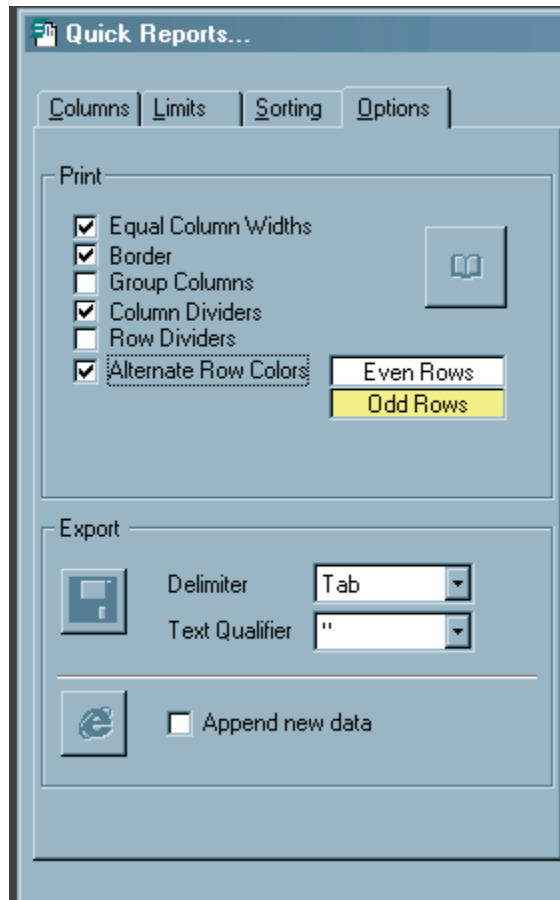 Quick Reports...
Columns Limits Sorting Options
Print
Equal Column Widths
Border
Group Columns
Column Dividers
Row Dividers
Alternate Row Colors Even Rows
Odd Rows
Export
Delimiter Tab
Text Qualifier "
Append new data